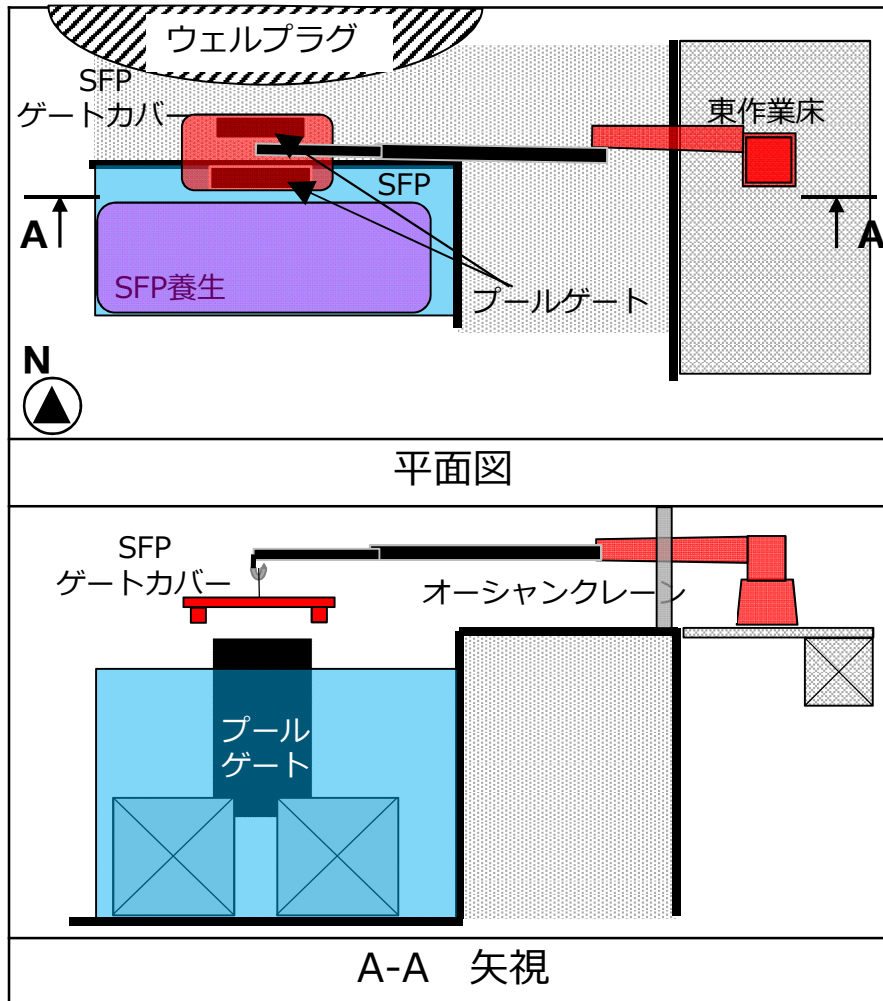 ウェルプラグ
SFP
ゲートカバー
東作業床
SFP
A
A
SFP養生
プールゲート
N
平面図
SFP
ゲートカバー
オーシャンクレーン
プール
ゲート
A-A 矢視